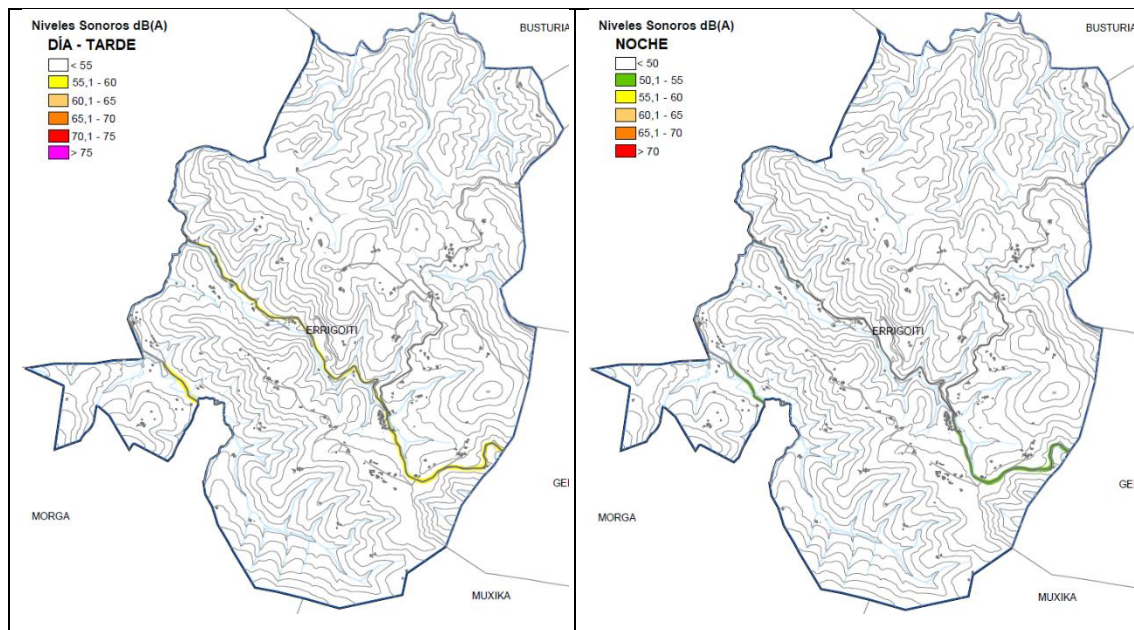 Niveles Sonoros dB(A)
DÍA - TARDE
< 55
55,1 - 60
60,1 - 65
65,1 - 70
70,1 - 75
> 75
BUSTURIA
ERRIGOITI
GE
MORGA
MUXIKA
Niveles Sonoros dB(A)
NOCHE
< 50
50,1 - 55
55,1 - 60
60,1 - 65
65,1 - 70
> 70
BUSTURIA
ERRIGOITI
GE
MORGA
MUXIKA